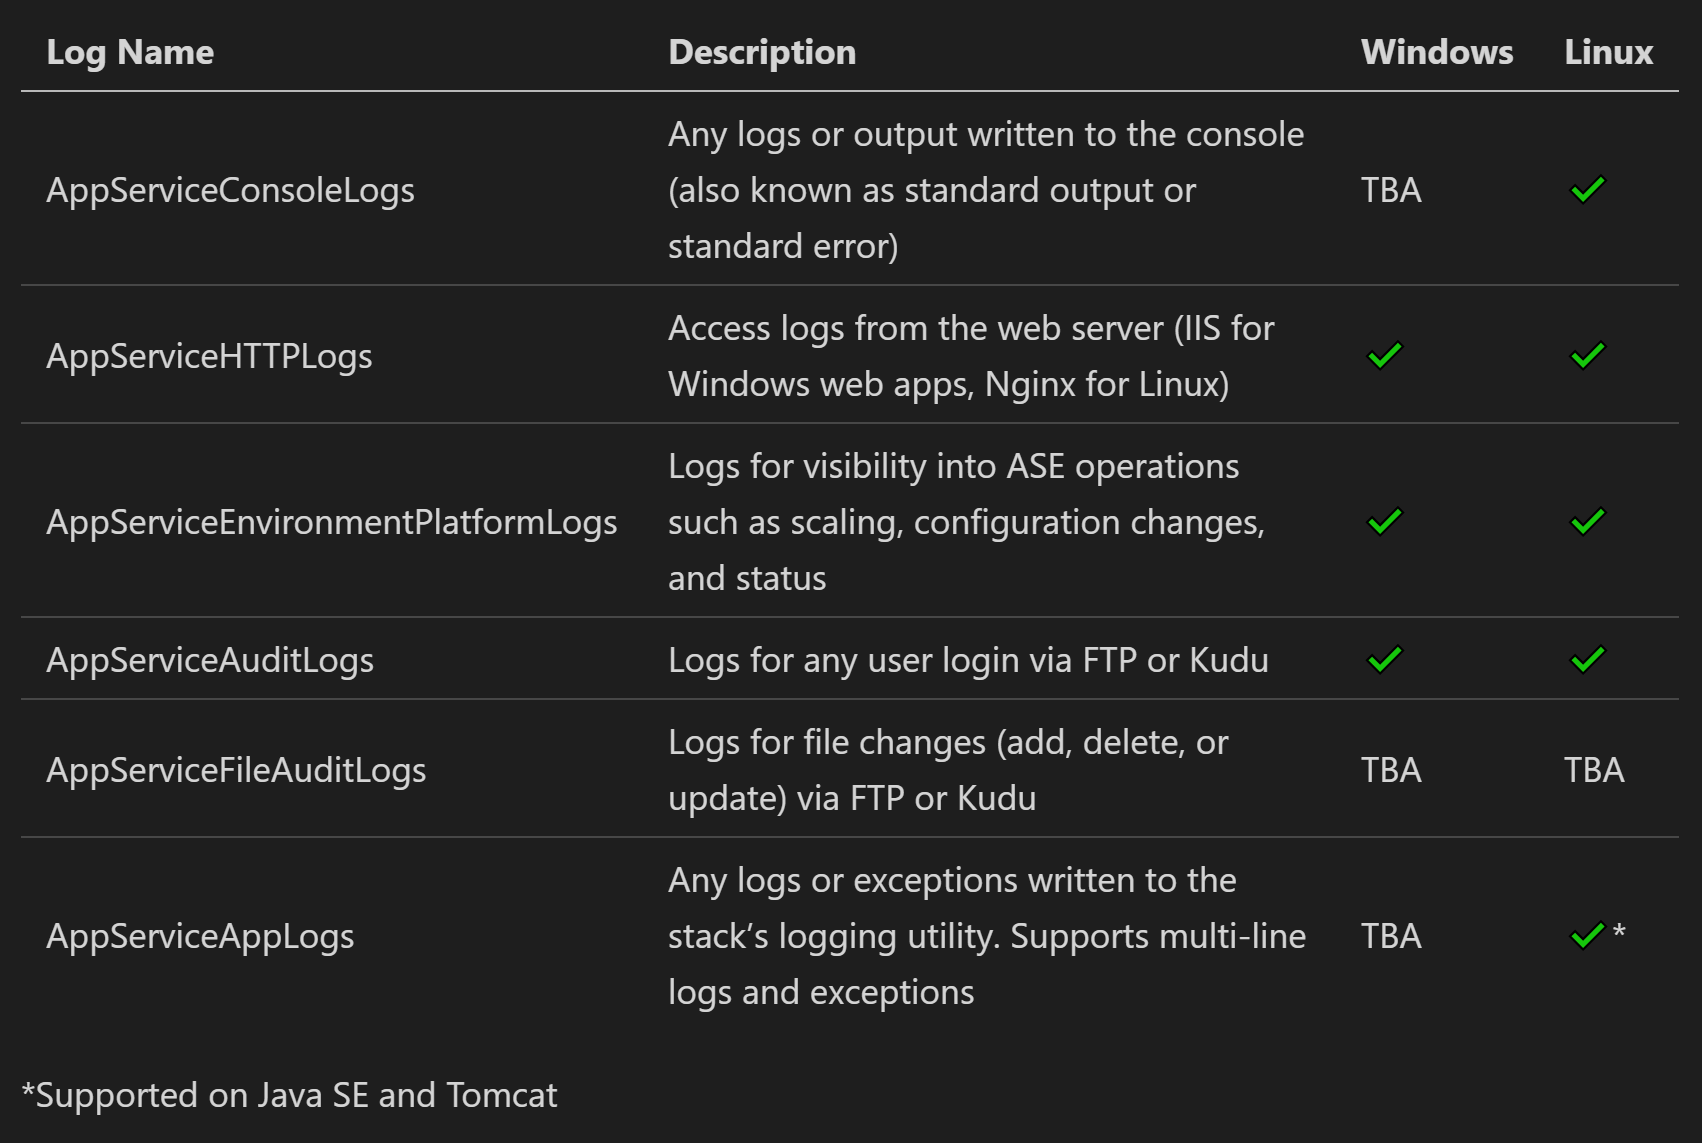 Log Name Description Windows Linux
Any logs or output written to the console
AppServiceConsoleLogs (also known as standard output or TBA ✓
standard error)
AppServiceHTTPLogs Access logs from the web server (IIS for ✓ ✓
Windows web apps, Nginx for Linux)
Logs for visibility into ASE operations
AppServiceEnvironmentPlatformLogs such as scaling, configuration changes, ✓ ✓
and status
AppServiceAuditLogs Logs for any user login via FTP or Kudu ✓ ✓
AppServiceFileAuditLogs Logs for file changes (add, delete, or TBA TBA
update) via FTP or Kudu
Any logs or exceptions written to the
AppServiceAppLogs stack’s logging utility. Supports multi-line TBA ✓ *
logs and exceptions
*Supported on Java SE and Tomcat